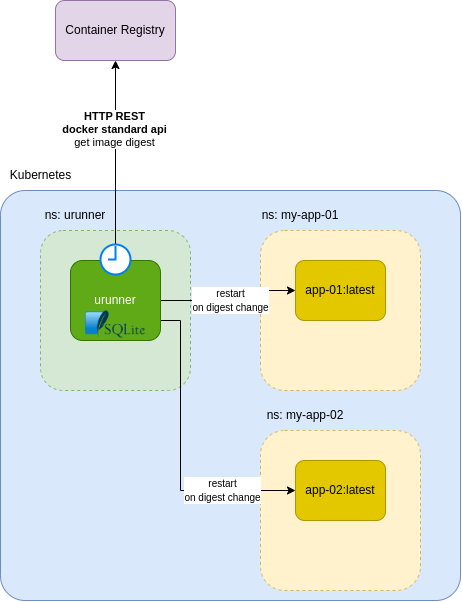 Container Registry
HTTP REST
docker standard api
get image digest
Kubernetes
ns: urunner
ns: my-app-01
urunner
SQLite
restart
on digest change
app-01:latest
ns: my-app-02
restart
on digest change
app-02:latest